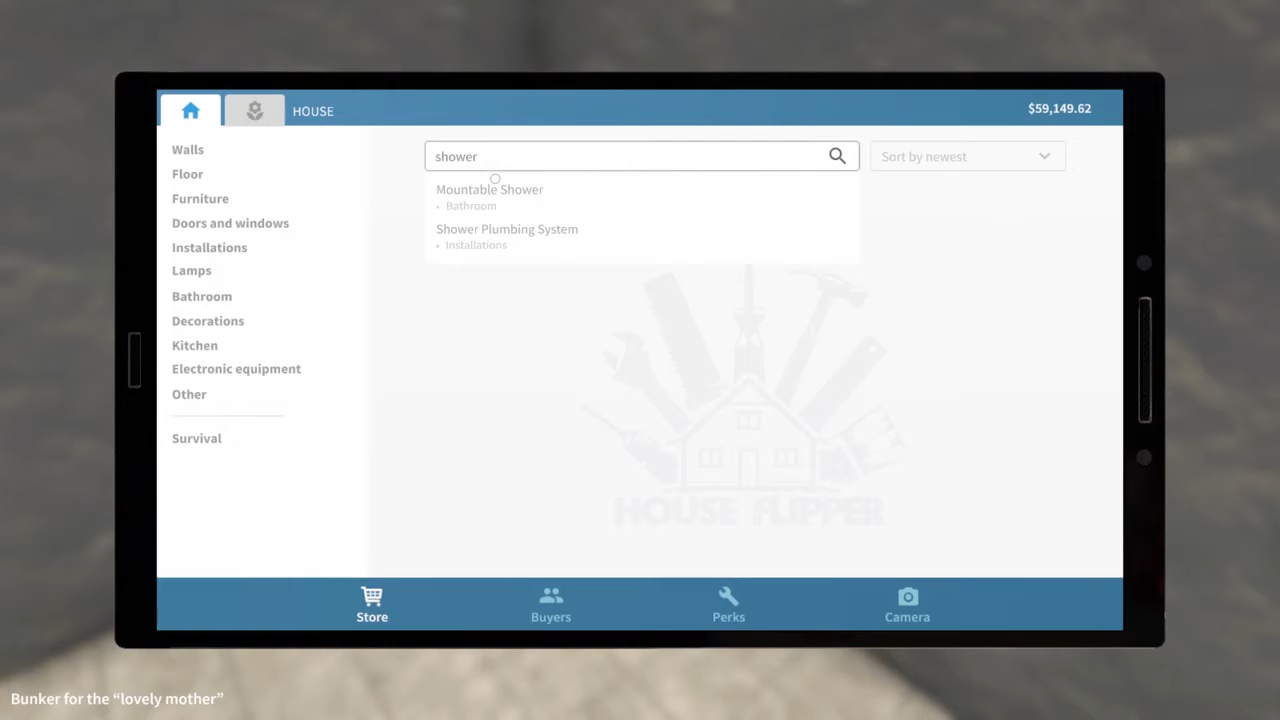 HOUSE
$59,149.62
Walls
Floor
Furniture
Doors and windows
Installations
Lamps
Bathroom
Decorations
Kitchen
Electronic equipment
Other
Survival
shower
Sort by newest
Mountable Shower
Bathroom
Shower Plumbing System
Installations
HOUSE FLIPPER
Store
Buyers
Perks
Camera
Bunker for the “lovely mother”